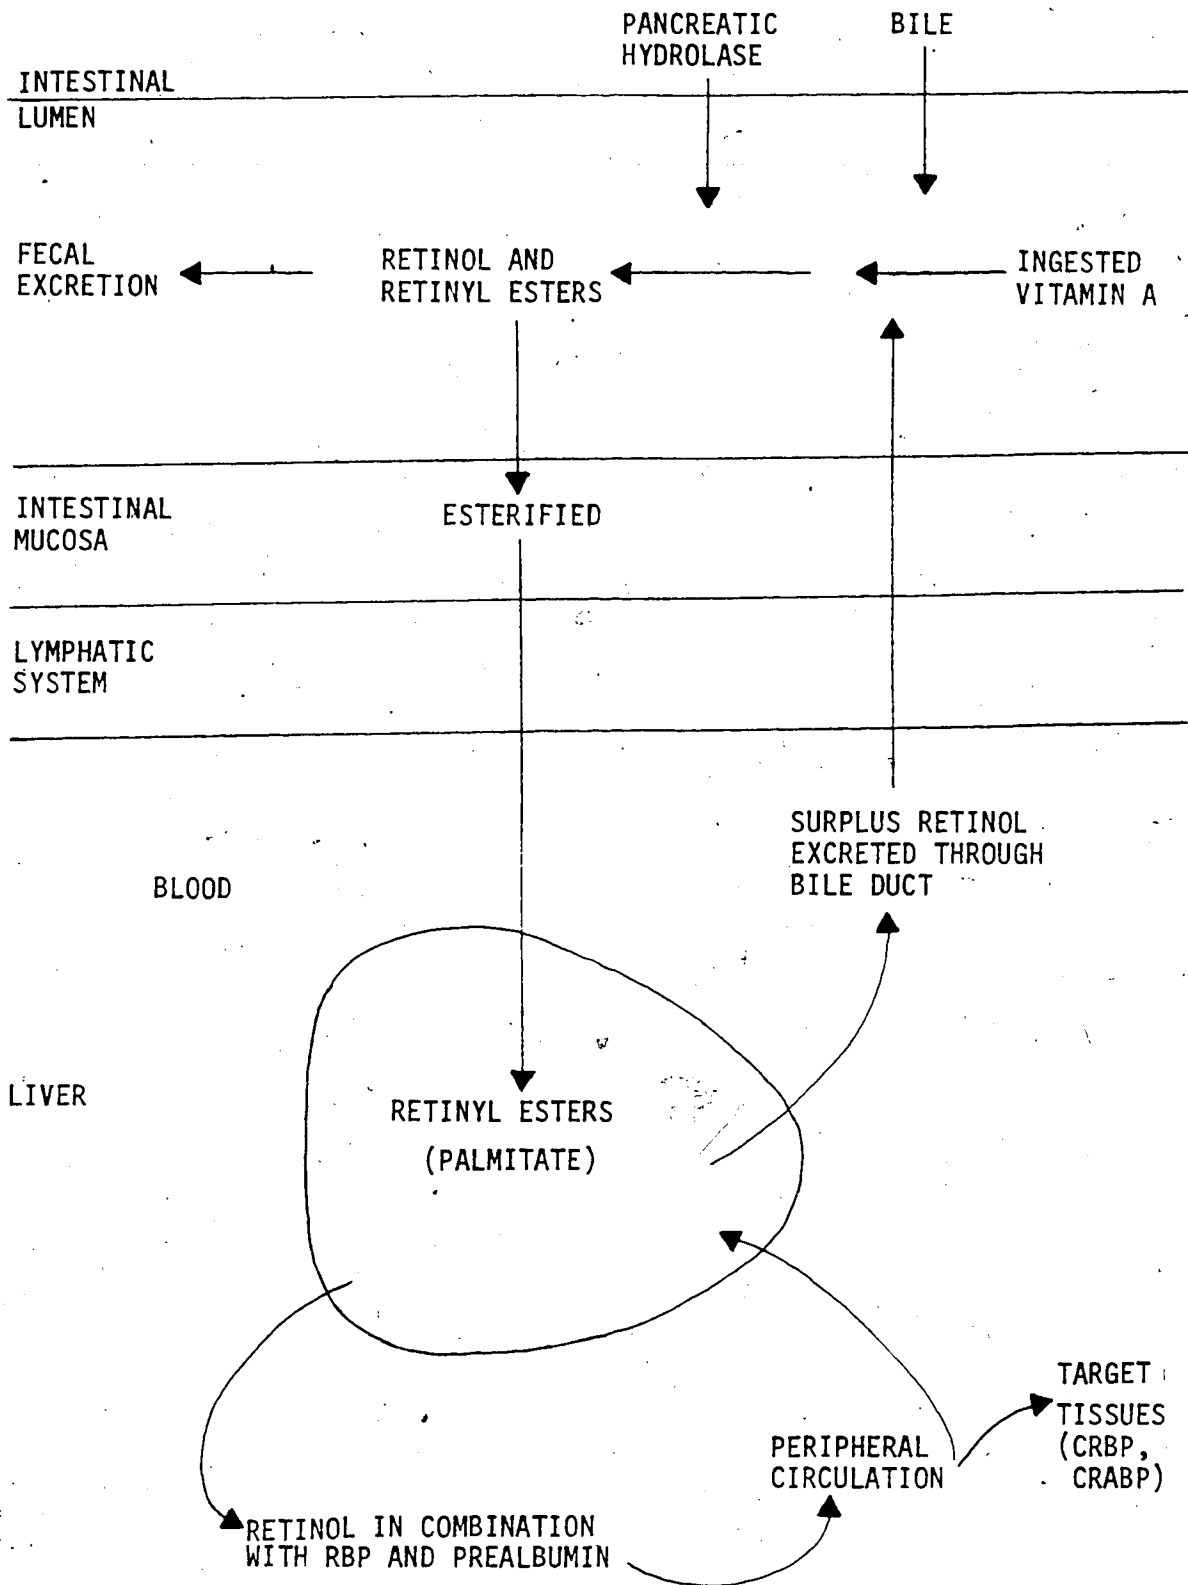 PANCREATIC
HYDROLASE
BILE
INTESTINAL
LUMEN
FECAL
EXCRETION
RETINOL AND
RETINYL ESTERS
INGESTED
VITAMIN A
INTESTINAL
MUCOSA
ESTERIFIED
LYMPHATIC
SYSTEM
SURPLUS RETINOL
EXCRETED THROUGH
BILE DUCT
BLOOD
LIVER
RETINYL ESTERS
(PALMITATE)
TARGET
TISSUES
(CRBP,
CRABP)
PERIPHERAL
CIRCULATION
RETINOL IN COMBINATION
WITH RBP AND PREALBUMIN